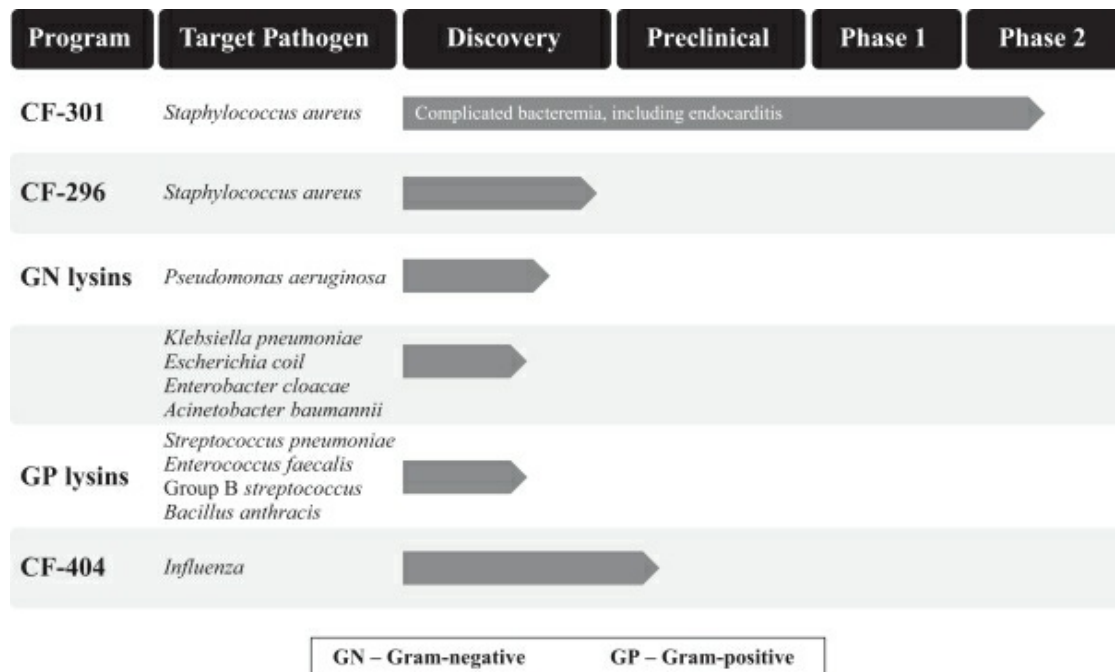 Program Target Pathogen Discovery Preclinical Phase 1 Phase 2
CF-301 Staphylococcus aureus Complicated bacteremia, including endocarditis
CF-296 Staphylococcus aureus
GN lysins Pseudomonas aeruginosa
Klebsiella pneumoniae
Escherichia coil
Enterobacter cloacae
Acinetobacter baumannii
Streptococcus pneumoniae
Enterococcus faecalis
GP lysins
Group B streptococcus
Bacillus anthracis
CF-404 Influenza
GN – Gram-negative GP – Gram-positive